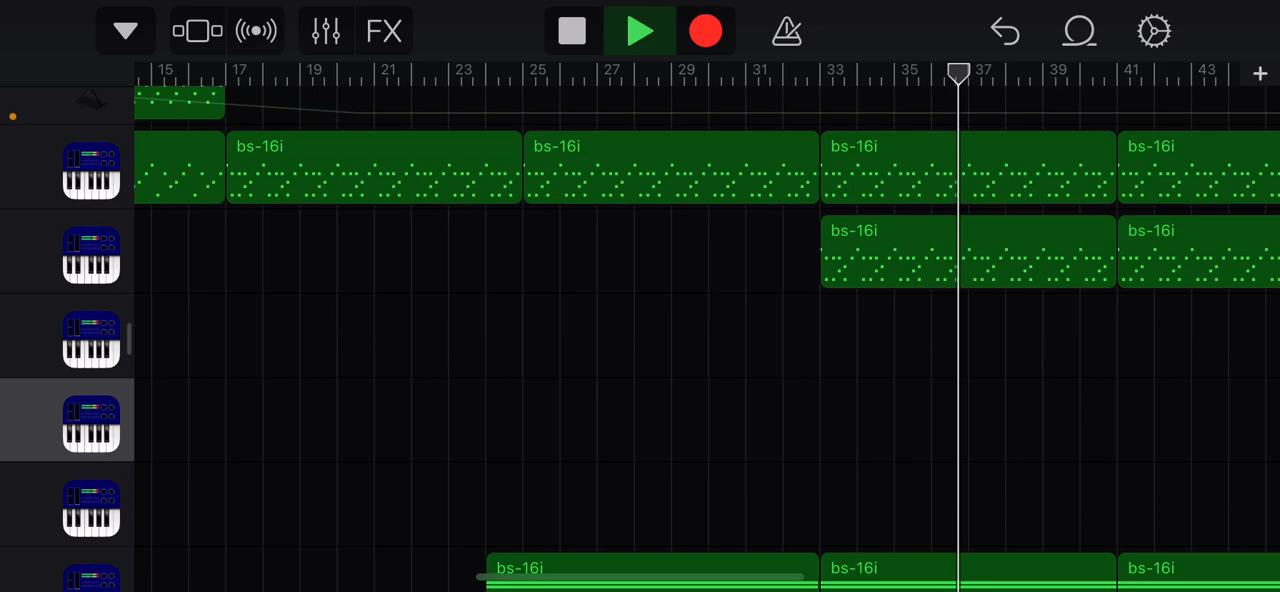 FX
15 17 19 21 23 25 27 29 31 33 35 37 39 41 43 +
bs-16i bs-16i bs-16i bs-16i
bs-16i bs-16i
bs-16i bs-16i bs-16i